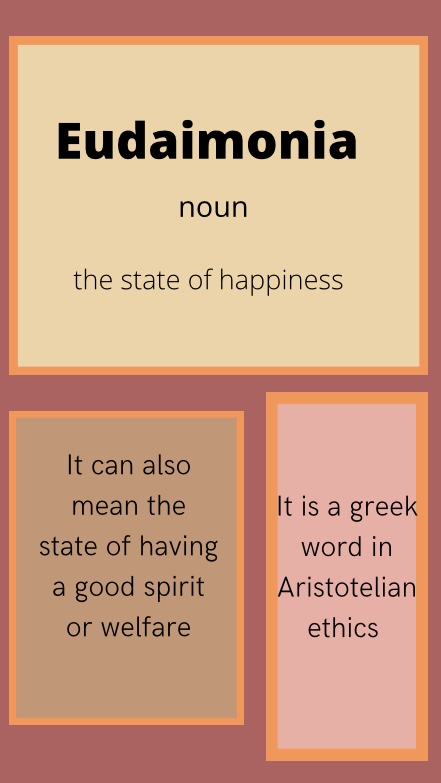 Eudaimonia
noun
the state of happiness
It can also
mean the
state of having
a good spirit
or welfare
It is a greek
word in
Aristotelian
ethics